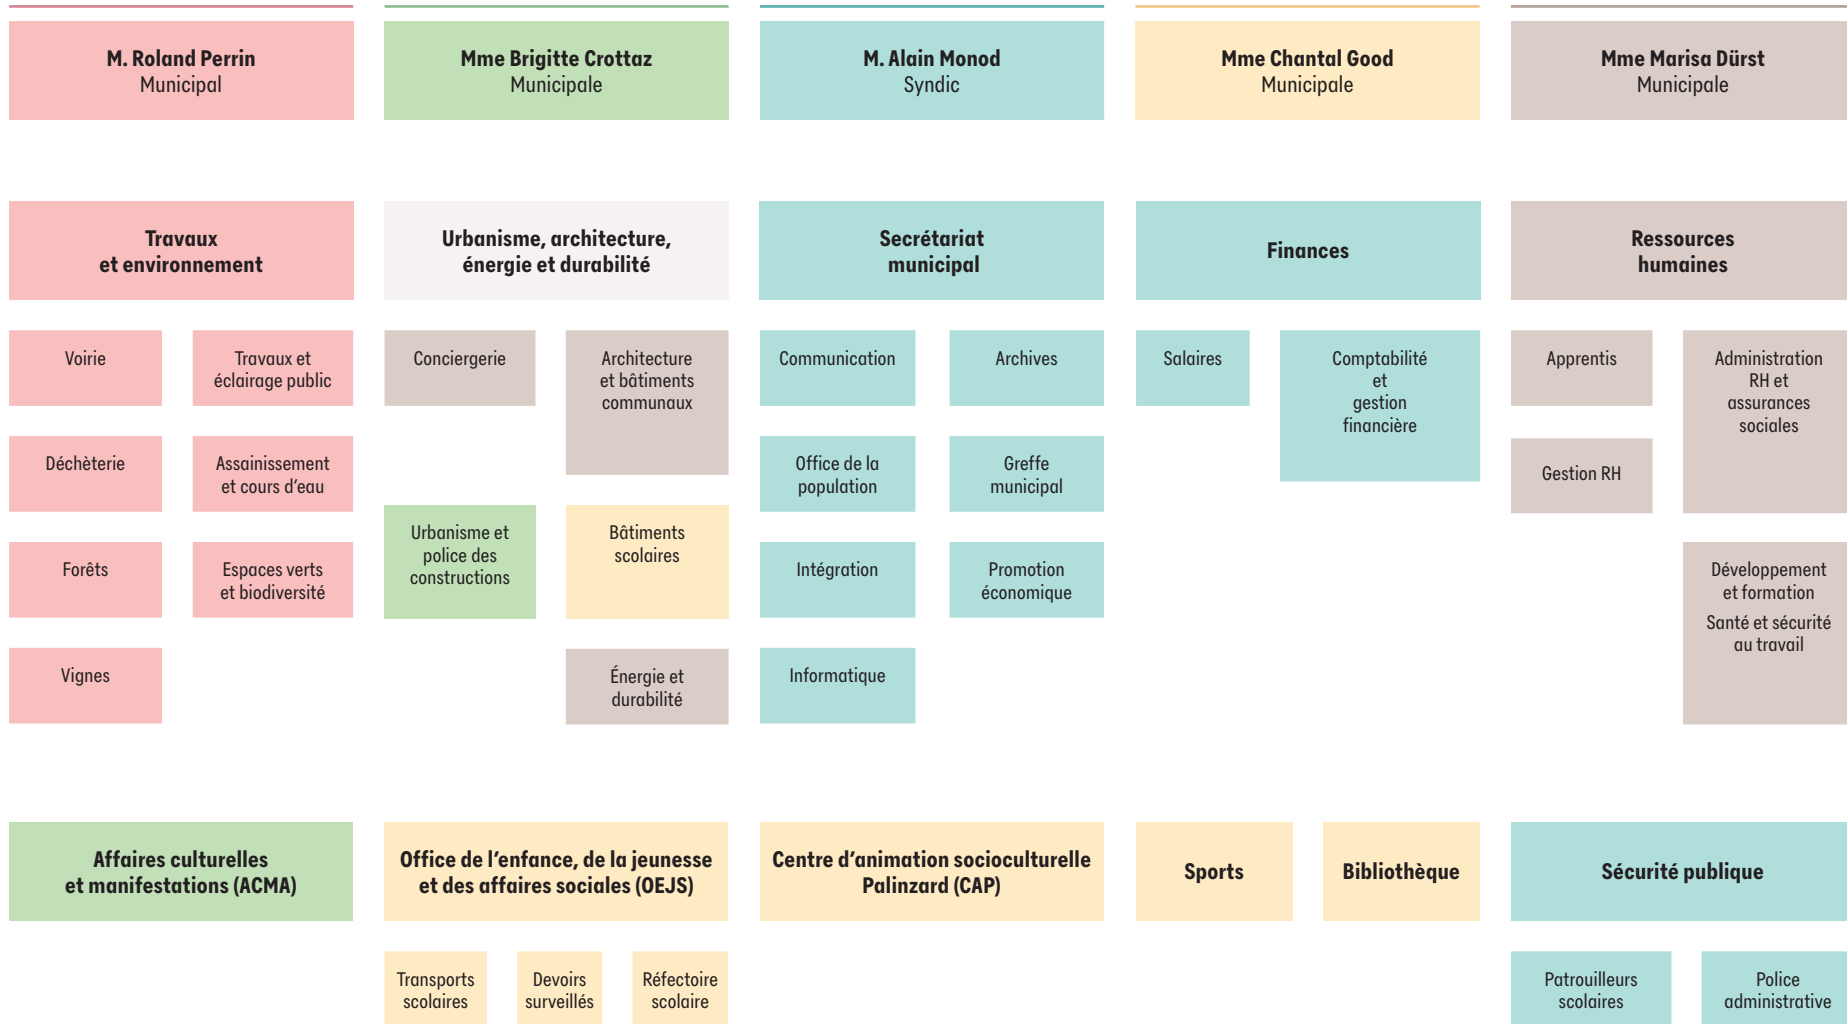 M. Roland Perrin
Municipal
Mme Brigitte Crottaz
Municipale
M. Alain Monod
Syndic
Mme Chantal Good
Municipale
Mme Marisa Dürst
Municipale
Travaux
et environnement
Urbanisme, architecture,
énergie et durabilité
Secrétariat
municipal
Finances
Ressources
humaines
Voirie
Travaux et
éclairage public
Déchèterie
Assainissement
et cours d'eau
Forêts
Espaces verts
et biodiversité
Vignes
Conciergerie
Architecture
et bâtiments
communaux
Urbanisme et
police des
constructions
Bâtiments
scolaires
Énergie et
durabilité
Communication
Archives
Office de la
population
Greffe
municipal
Intégration
Promotion
économique
Informatique
Salaires
Comptabilité
et
gestion
financière
Apprentis
Administration
RH et
assurances
sociales
Gestion RH
Développement
et formation
Santé et sécurité
au travail
Affaires culturelles
et manifestations (ACMA)
Office de l'enfance, de la jeunesse
et des affaires sociales (OEJS)
Centre d'animation socioculturelle
Palinzard (CAP)
Sports
Bibliothèque
Sécurité publique
Transports
scolaires
Devoirs
surveillés
Réfectoire
scolaire
Patrouilleurs
scolaires
Police
administrative